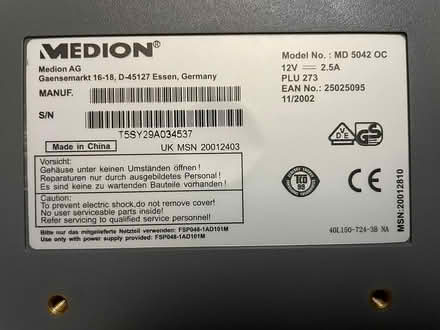 MEDION®
Medion AG
Gaensemarkt 16-18, D-45127 Essen, Germany
MANUF.
S/N
T5SY29A034537
Made in China
UK MSN 20012403
Model No.: MD 5042 OC
12V ⎓ 2.5A
PLU 273
EAN No.: 25025095
11/2002
Vorsicht:
Gehäuse unter keinen Umständen öffnen !
Reparaturen nur durch ausgebildetes Personal !
Es sind keine zu wartenden Bauteile enthalten !
Caution:
To prevent electric shock,do not remove cover.
No user serviceable parts inside!
Refer servicing to qualified service personnel!
Bitte nur das mitgelieferte Netzteil verwenden: FSP048-1AD101M
Use only with power supply: FSP048-1AD101M
VDE
GS
CE
TCO
99
40L150-724-3B NA
MSN:20012810